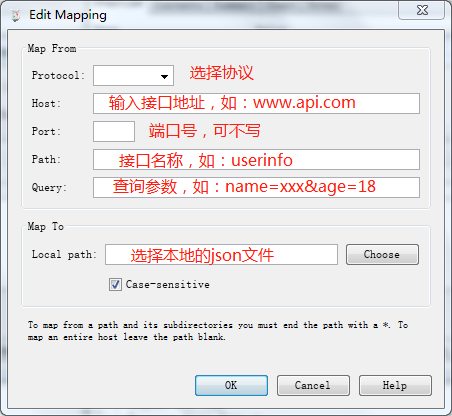 Edit Mapping
Map From
Protocol: 选择协议
Host: 输入接口地址，如：www.api.com
Port: 端口号，可不写
Path: 接口名称，如：userinfo
Query: 查询参数，如：name=xxx&age=18
Map To
Local path: 选择本地的json文件 Choose
Case-sensitive
To map from a path and its subdirectories you must end the path with a *. To
map an entire host leave the path blank.
OK Cancel Help